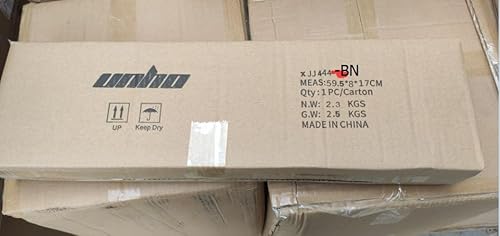 xJJ444-BN
MEAS:59.5*8*17CM
Qty:1PC/Carton
N.W: 2.3 KGS
G.W: 2.5 KGS
MADE IN CHINA
UP
Keep Dry